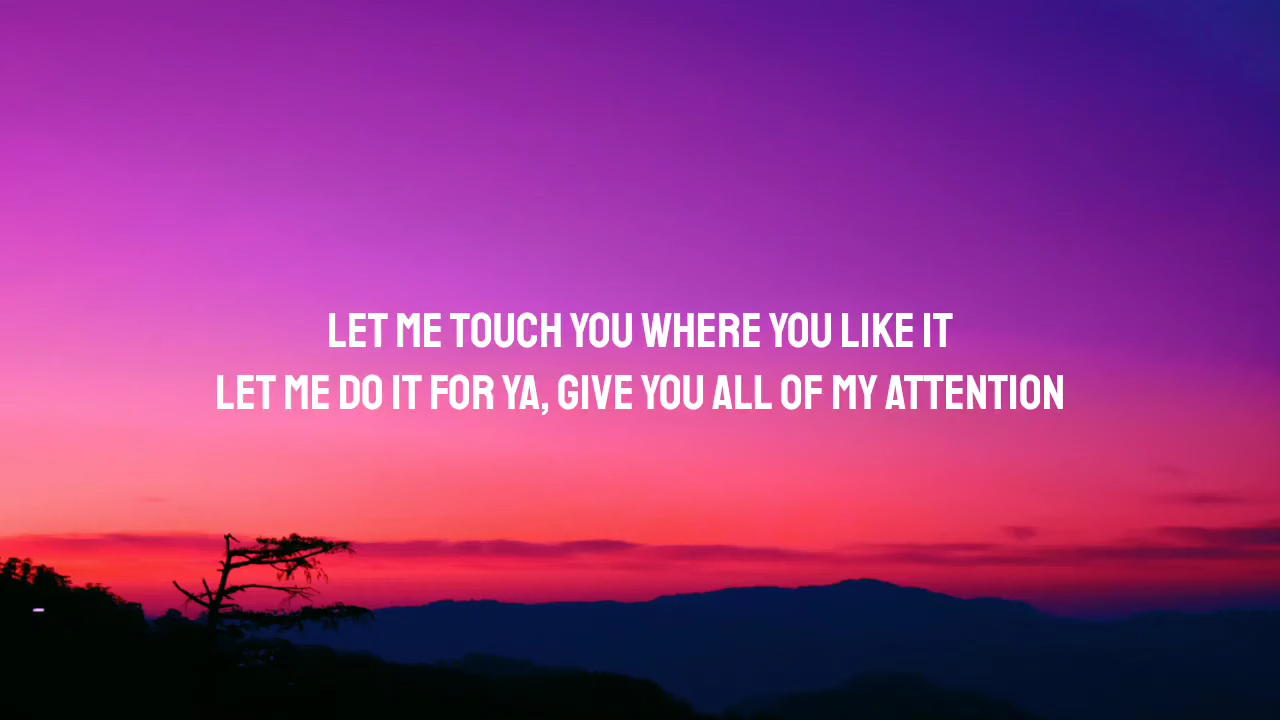 LET ME TOUCH YOU WHERE YOU LIKE IT
LET ME DO IT FOR YA, GIVE YOU ALL OF MY ATTENTION